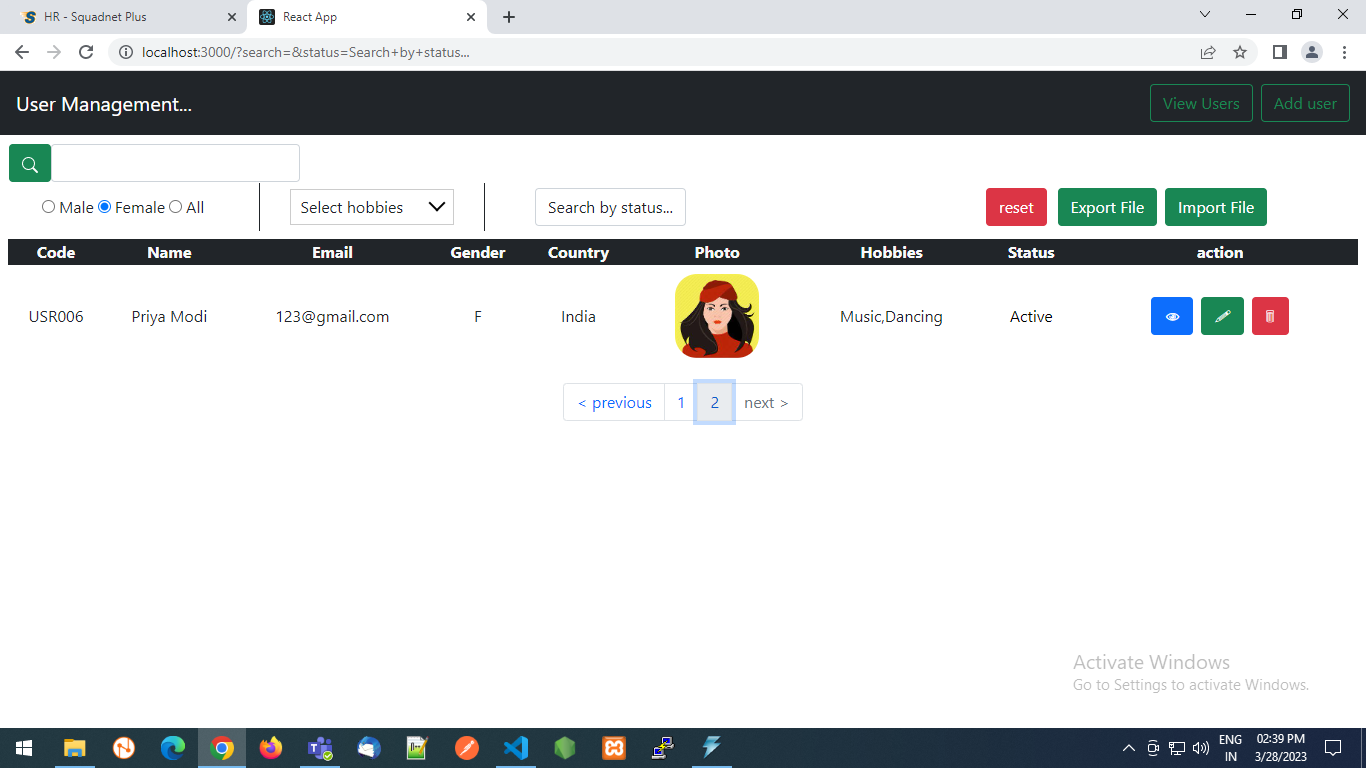 HR - Squadnet Plus
React App
localhost:3000/?search=&status=Search+by+status...
User Management...
View Users
Add user
Male Female All
Select hobbies
Search by status...
reset
Export File
Import File
Code Name Email Gender Country Photo Hobbies Status action
USR006 Priya Modi 123@gmail.com F India Music,Dancing Active
< previous 1 2 next >
Activate Windows
Go to Settings to activate Windows.
ENG 02:39 PM
IN 3/28/2023